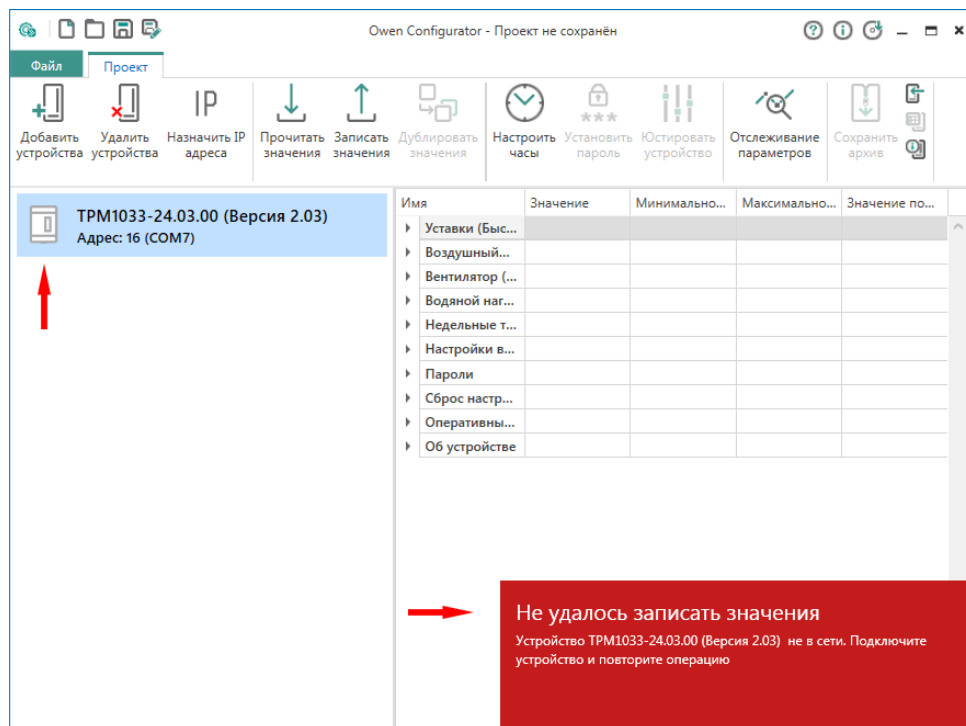 Owen Configurator - Проект не сохранён
Файл
Проект
Добавить устройства
Удалить устройства
Назначить IP адреса
Прочитать значения
Записать значения
Дублировать значения
Настроить часы
Установить пароль
Юстировать устройство
Отслеживание параметров
Сохранить архив
ТРМ1033-24.03.00 (Версия 2.03)
Адрес: 16 (COM7)
Имя
Значение
Минимально...
Максимально...
Значение по...
Уставки (Быс...
Воздушный...
Вентилятор (...
Водяной наг...
Недельные т...
Настройки в...
Пароли
Сброс настр...
Оперативны...
Об устройстве
Не удалось записать значения
Устройство ТРМ1033-24.03.00 (Версия 2.03) не в сети. Подключите
устройство и повторите операцию